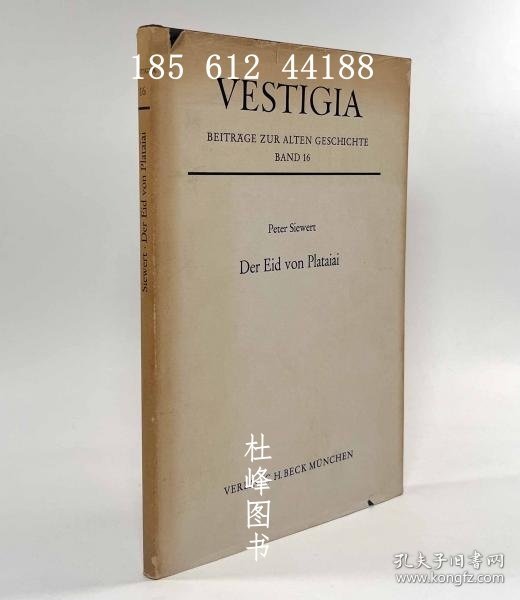 185 612 44188
VESTIGIA
BEITRÄGE ZUR ALTEN GESCHICHTE
BAND 16
Peter Siewert
Der Eid von Plataiai
H. BECK MÜNCHEN
16
Siewert · Der Eid von Plataiai
杜峰图书
孔夫子旧书网
www.kongfz.com